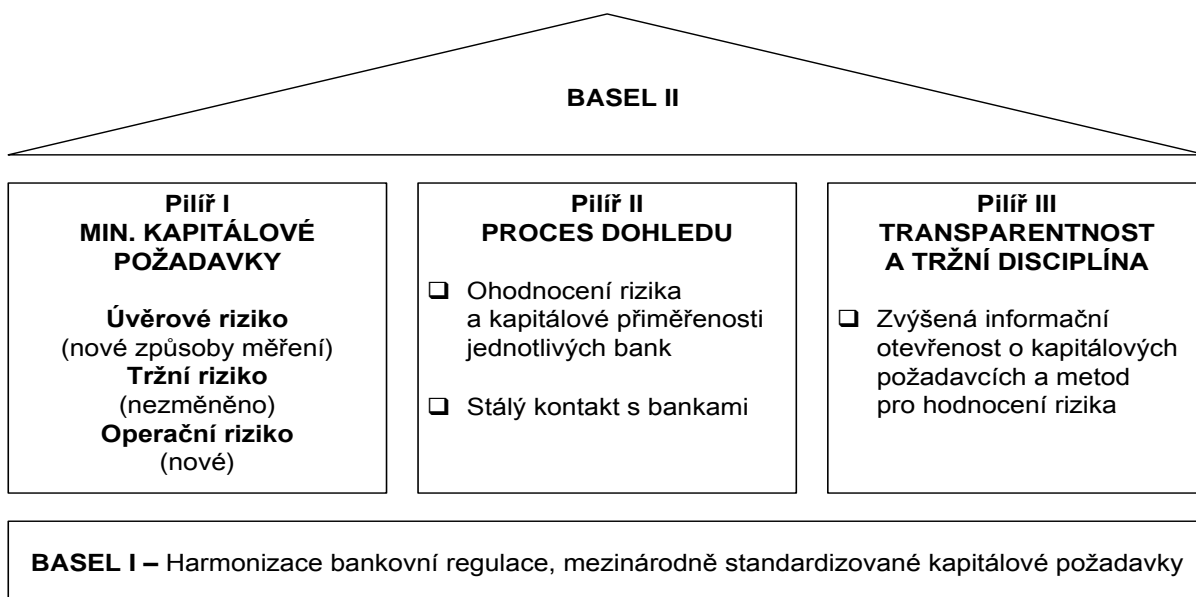 BASEL II
Pilíř I
MIN. KAPITÁLOVÉ
POŽADAVKY
Úvěrové riziko
(nové způsoby měření)
Tržní riziko
(nezměněno)
Operační riziko
(nové)
Pilíř II
PROCES DOHLEDU
❑ Ohodnocení rizika
a kapitálové přiměřenosti
jednotlivých bank
❑ Stálý kontakt s bankami
Pilíř III
TRANSPARENTNOST
A TRŽNÍ DISCIPLÍNA
❑ Zvýšená informační
otevřenost o kapitálových
požadavcích a metod
pro hodnocení rizika
BASEL I – Harmonizace bankovní regulace, mezinárodně standardizované kapitálové požadavky